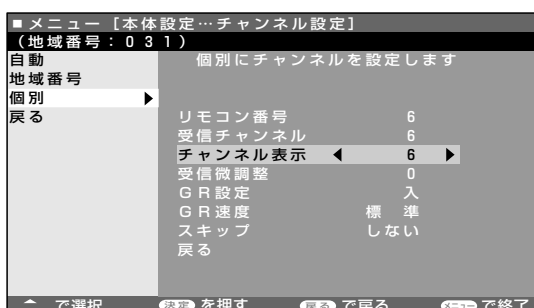 ■メニュー [本体設定…チャンネル設定]
(地域番号:031)
自動
地域番号
個別 ▶
戻る
個別にチャンネルを設定します
リモコン番号 6
受信チャンネル 6
チャンネル表示 ◀ 6 ▶
受信微調整 0
GR設定 入
GR速度 標 準
スキップ しない
戻る
で選択 決定 を押す 戻る で戻る メニュー で終了